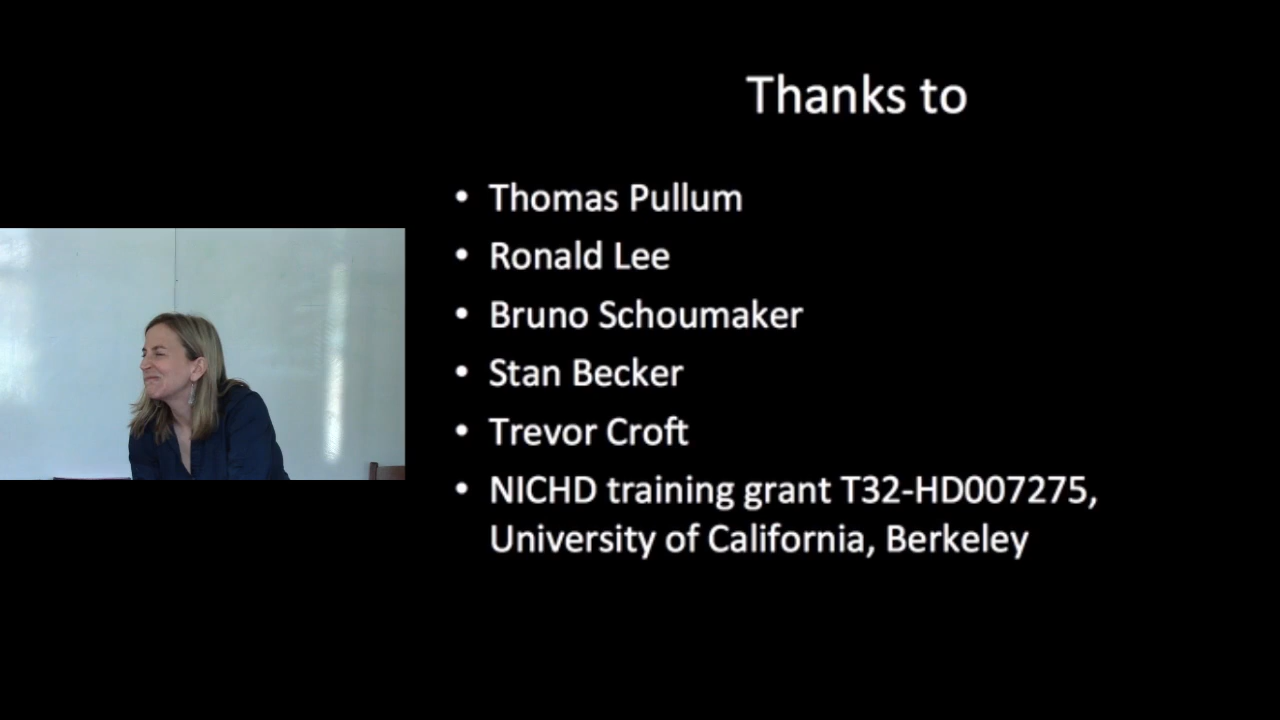 Thanks to
• Thomas Pullum
• Ronald Lee
• Bruno Schoumaker
• Stan Becker
• Trevor Croft
• NICHD training grant T32-HD007275,
University of California, Berkeley